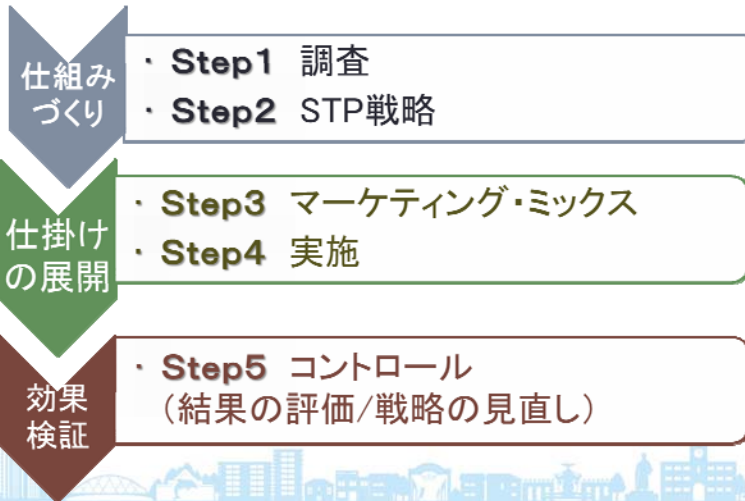 仕組み
づくり
・Step1 調査
・Step2 STP戦略
仕掛け
の展開
・Step3 マーケティング・ミックス
・Step4 実施
効果
検証
・Step5 コントロール
(結果の評価/戦略の見直し)